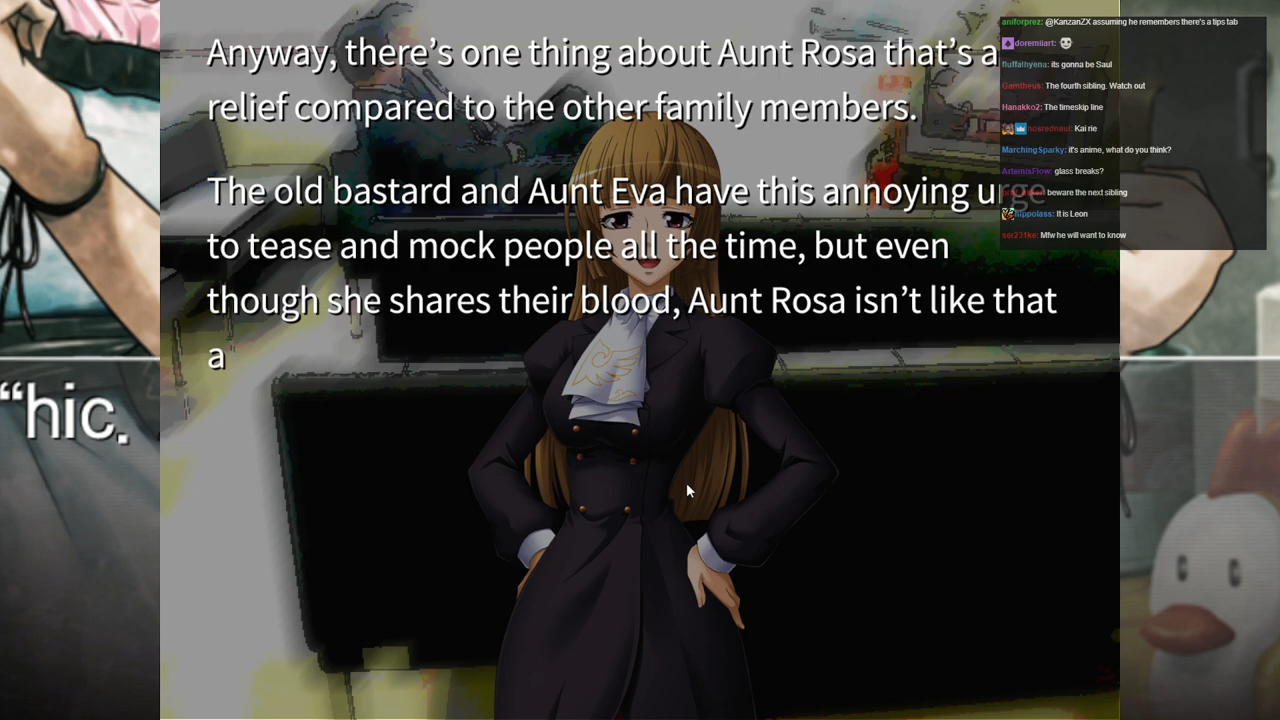 Anyway, there’s one thing about Aunt Rosa that’s a
relief compared to the other family members.
The old bastard and Aunt Eva have this annoying urge
to tease and mock people all the time, but even
though she shares their blood, Aunt Rosa isn’t like that
a
“hic.
aniforprez: @KanzanZX assuming he remembers there's a tips tab
doremiiart:
fluffalhyena: its gonna be Saul
Gamtheus: The fourth sibling. Watch out
Hanakko2: The timeskip line
nosrednaul: Kai rie
MarchingSparky: it's anime, what do you think?
ArtemisFlow: glass breaks?
beware the next sibling
flippolass: It is Leon
ser231ke: Mfw he will want to know